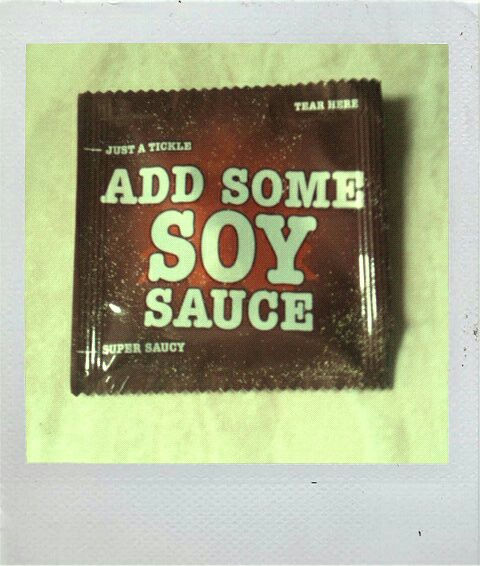 TEAR HERE
JUST A TICKLE
ADD SOME
SOY
SAUCE
SUPER SAUCY